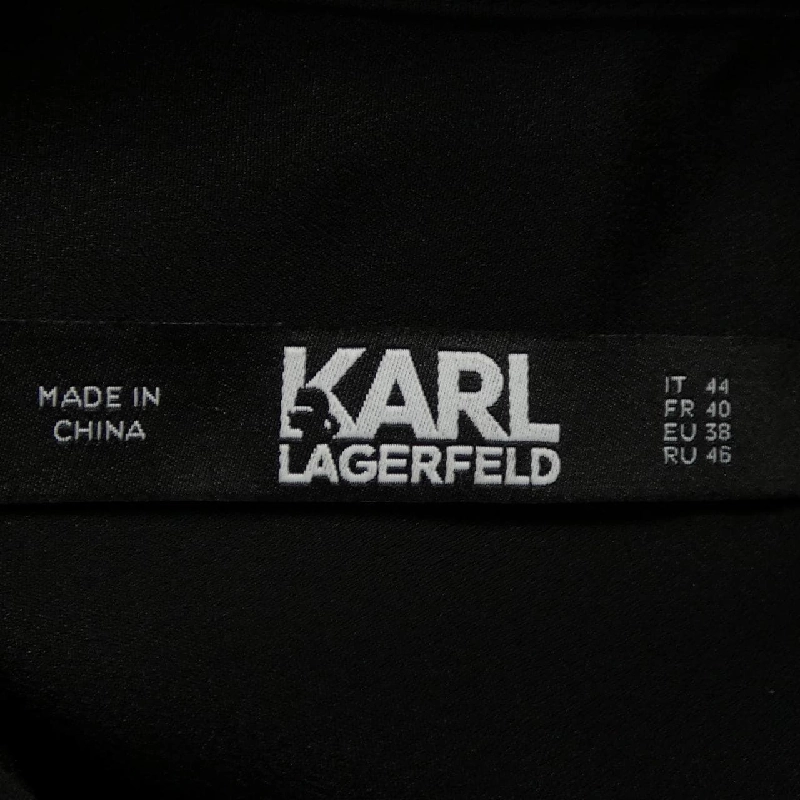 MADE IN
CHINA
KARL
LAGERFELD
IT 44
FR 40
EU 38
RU 46